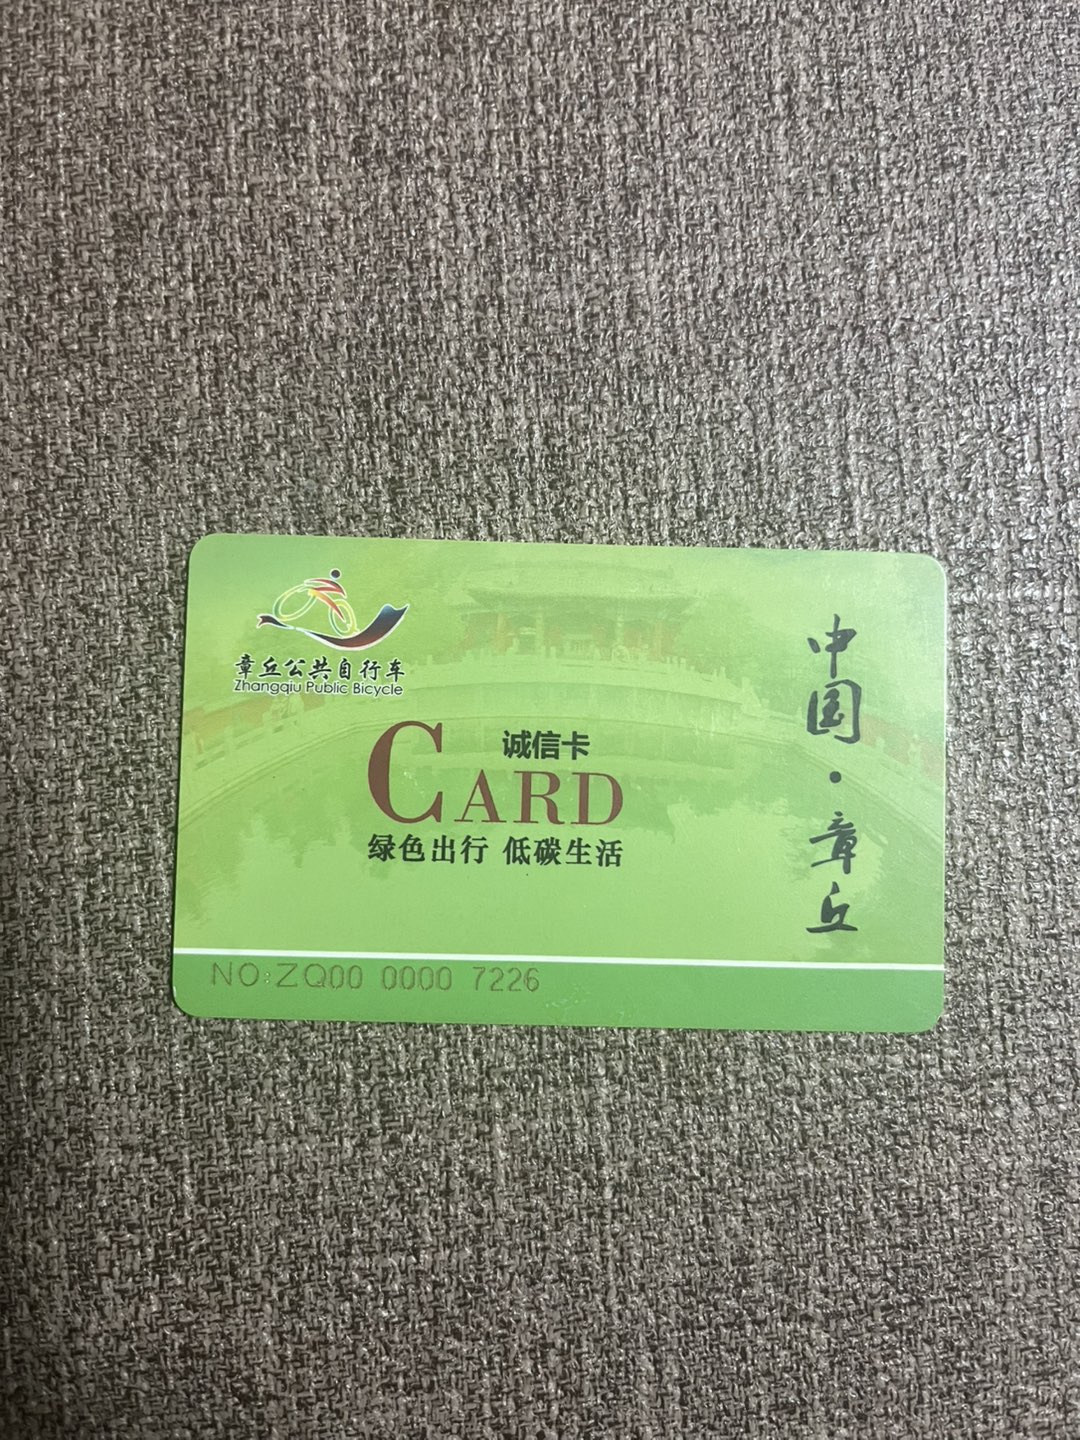 章丘公共自行车
Zhangqiu Public Bicycle
诚信卡
CARD
绿色出行 低碳生活
中国·章丘
NO:ZQ00 0000 7226